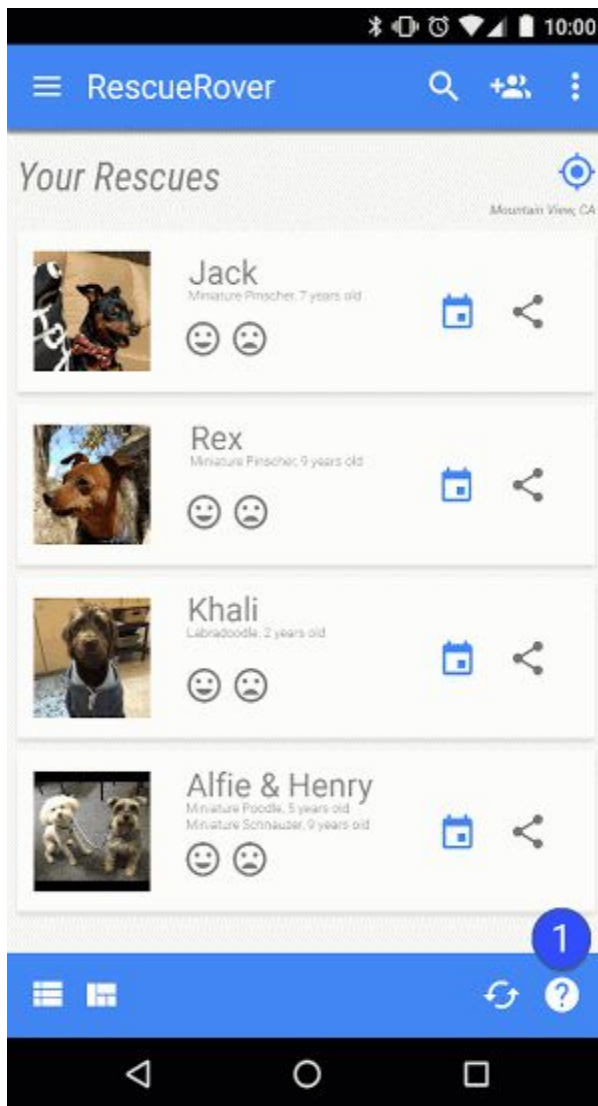 10:00
RescueRover
Your Rescues
Mountain View, CA
Jack
Miniature Pinscher, 7 years old
Rex
Miniature Pinscher, 9 years old
Khali
Labradoodle, 2 years old
Alfie & Henry
Miniature Poodle, 5 years old
Miniature Schnauzer, 9 years old
1
?